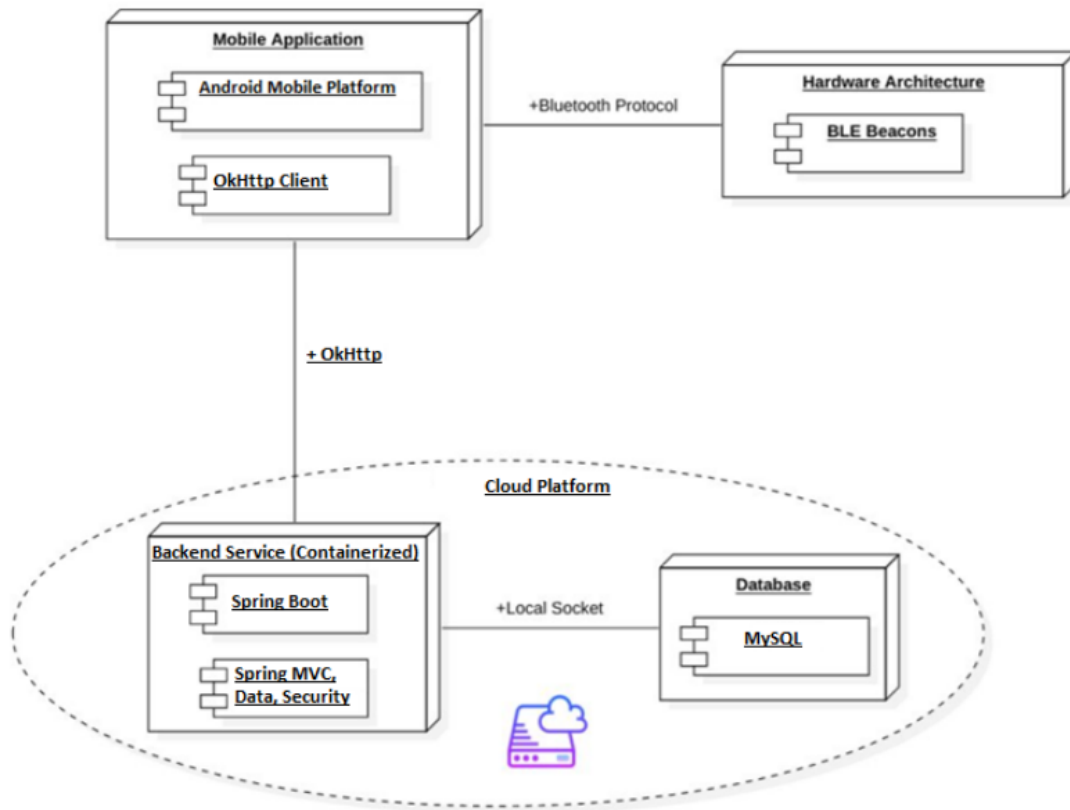 Mobile Application
Android Mobile Platform
OkHttp Client
+Bluetooth Protocol
Hardware Architecture
BLE Beacons
+ OkHttp
Cloud Platform
Backend Service (Containerized)
Spring Boot
Spring MVC,
Data, Security
+Local Socket
Database
MySQL